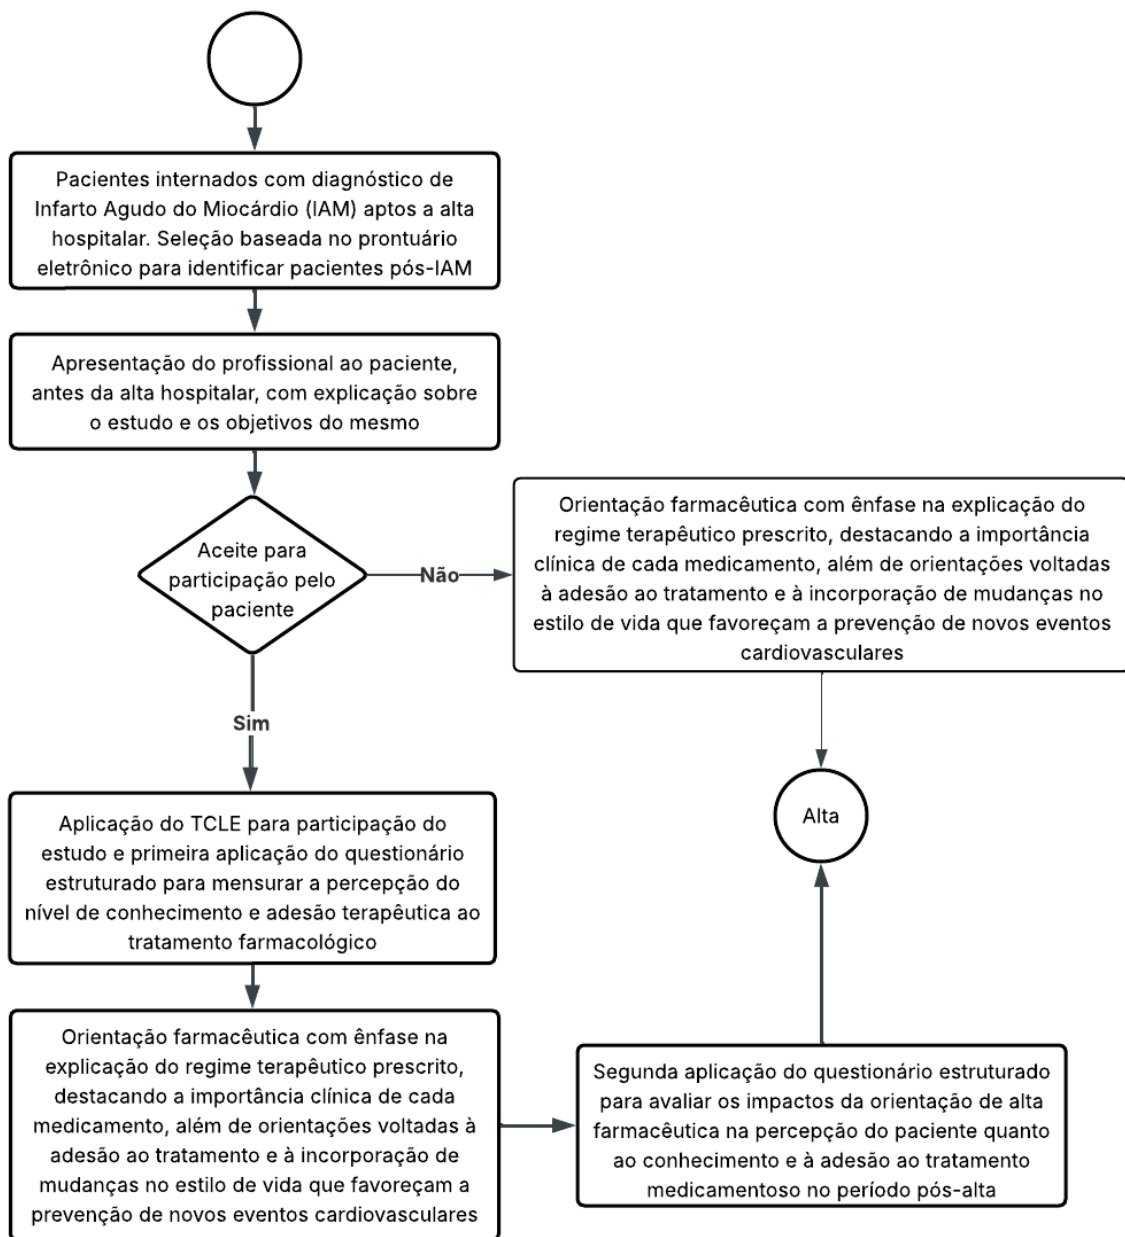 Pacientes internados com diagnóstico de
Infarto Agudo do Miocárdio (IAM) aptos a alta
hospitalar. Seleção baseada no prontuário
eletrônico para identificar pacientes pós-IAM
Apresentação do profissional ao paciente,
antes da alta hospitalar, com explicação sobre
o estudo e os objetivos do mesmo
Aceite para
participação pelo
paciente
Não
Orientação farmacêutica com ênfase na explicação do
regime terapêutico prescrito, destacando a importância
clínica de cada medicamento, além de orientações voltadas
à adesão ao tratamento e à incorporação de mudanças no
estilo de vida que favoreçam a prevenção de novos eventos
cardiovasculares
Sim
Alta
Aplicação do TCLE para participação do
estudo e primeira aplicação do questionário
estruturado para mensurar a percepção do
nível de conhecimento e adesão terapêutica ao
tratamento farmacológico
Orientação farmacêutica com ênfase na
explicação do regime terapêutico prescrito,
destacando a importância clínica de cada
medicamento, além de orientações voltadas à
adesão ao tratamento e à incorporação de
mudanças no estilo de vida que favoreçam a
prevenção de novos eventos cardiovasculares
Segunda aplicação do questionário estruturado
para avaliar os impactos da orientação de alta
farmacêutica na percepção do paciente quanto
ao conhecimento e à adesão ao tratamento
medicamentoso no período pós-alta